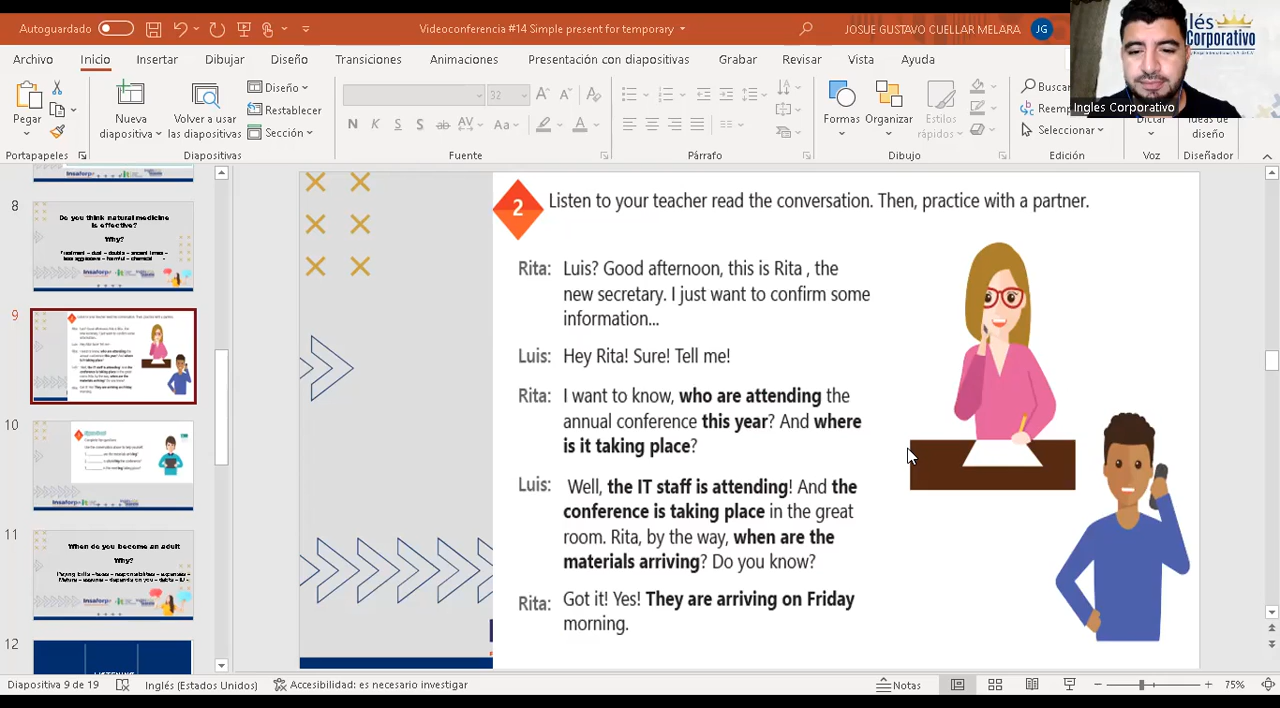 Autoguardado
Videoconferencia #14 Simple present for temporary
JOSUE GUSTAVO CUELLAR MELARA
JG
Inglés
Corporativo
Ingles Corporativo
Archivo Inicio Insertar Dibujar Diseño Transiciones Animaciones Presentación con diapositivas Grabar Revisar Vista Ayuda
Pegar
Nueva
diapositiva
Volver a usar
las diapositivas
Diseño
Restablecer
Sección
32
N K S ab AV Aa A
Formas
Organizar
Estilos
rápidos
Buscar
Reemp
Seleccionar
Dictar
Ideas de
diseño
Portapapeles
Diapositivas
Fuente
Párrafo
Dibujo
Edición
Voz
Diseñador
8
Do you think natural medicine
is effective?
Why?
9
10
11
When do you become an adult
Why?
12
2
Listen to your teacher read the conversation. Then, practice with a partner.
Rita: Luis? Good afternoon, this is Rita , the
new secretary. I just want to confirm some
information...
Luis: Hey Rita! Sure! Tell me!
Rita: I want to know, who are attending the
annual conference this year? And where
is it taking place?
Luis: Well, the IT staff is attending! And the
conference is taking place in the great
room. Rita, by the way, when are the
materials arriving? Do you know?
Rita: Got it! Yes! They are arriving on Friday
morning.
Diapositiva 9 de 19
Inglés (Estados Unidos)
Accesibilidad: es necesario investigar
Notas
75%